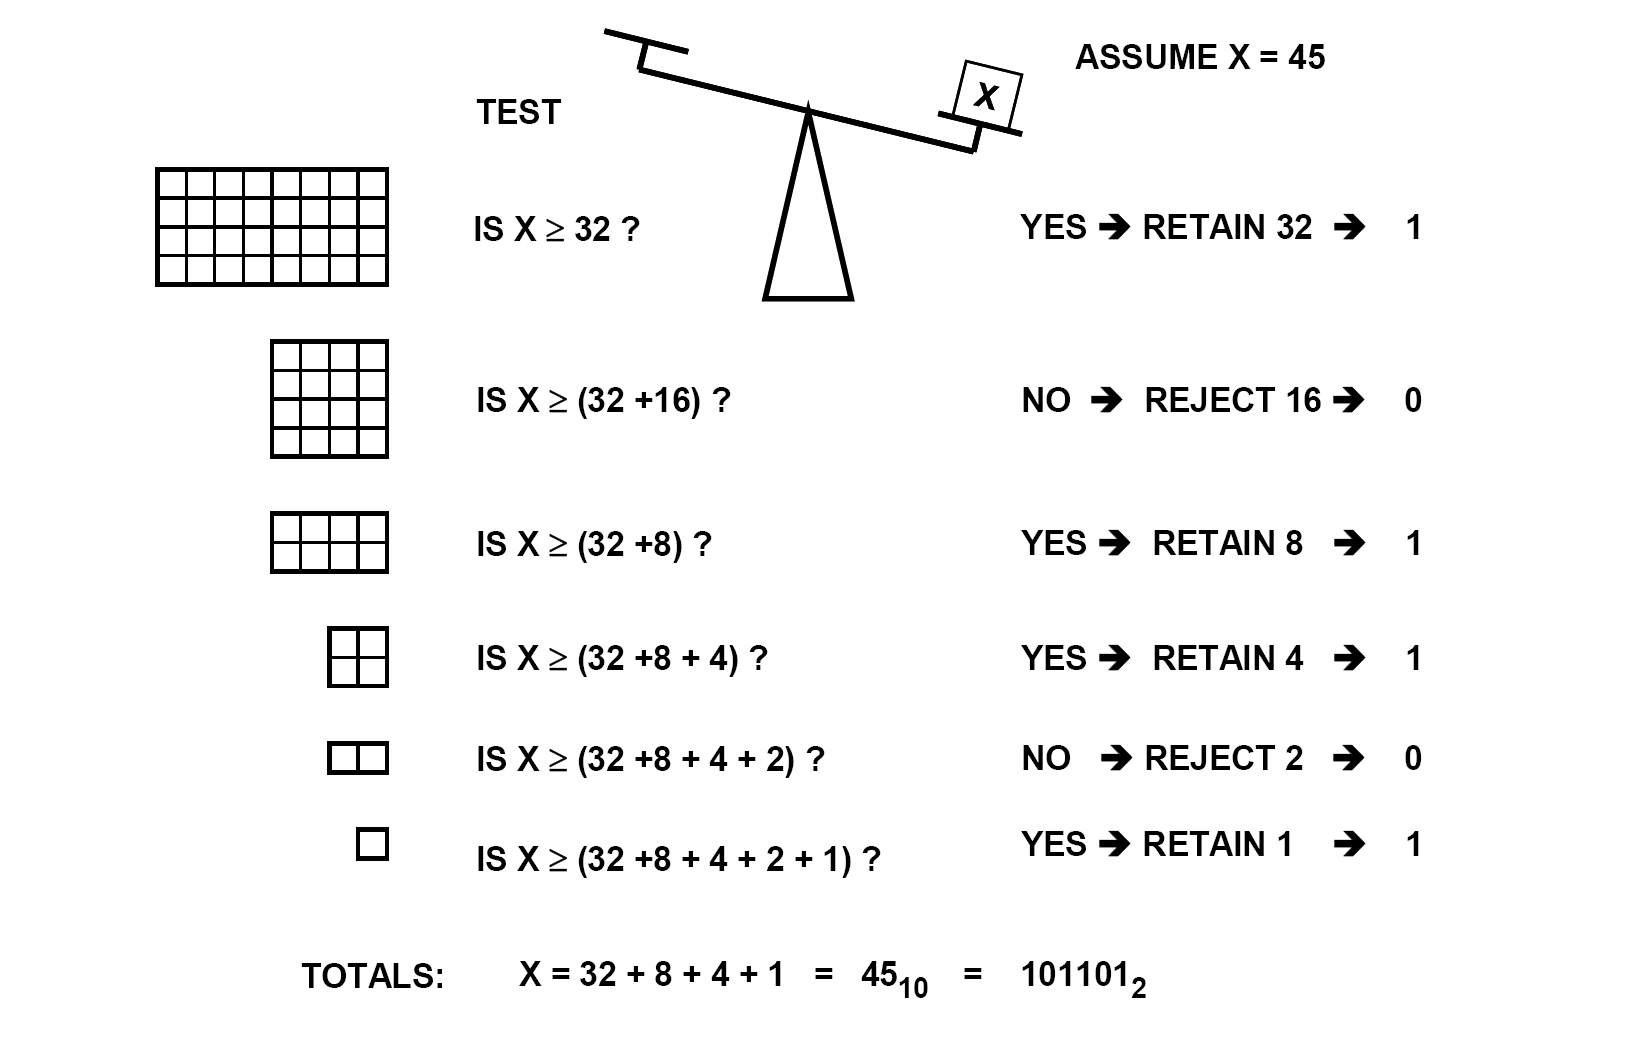 ASSUME X = 45
X
TEST
IS X ≥ 32 ? YES ➔ RETAIN 32 ➔ 1
IS X ≥ (32 +16) ? NO ➔ REJECT 16 ➔ 0
IS X ≥ (32 +8) ? YES ➔ RETAIN 8 ➔ 1
IS X ≥ (32 +8 + 4) ? YES ➔ RETAIN 4 ➔ 1
IS X ≥ (32 +8 + 4 + 2) ? NO ➔ REJECT 2 ➔ 0
IS X ≥ (32 +8 + 4 + 2 + 1) ? YES ➔ RETAIN 1 ➔ 1
TOTALS: X = 32 + 8 + 4 + 1 = 45₁₀ = 101101₂